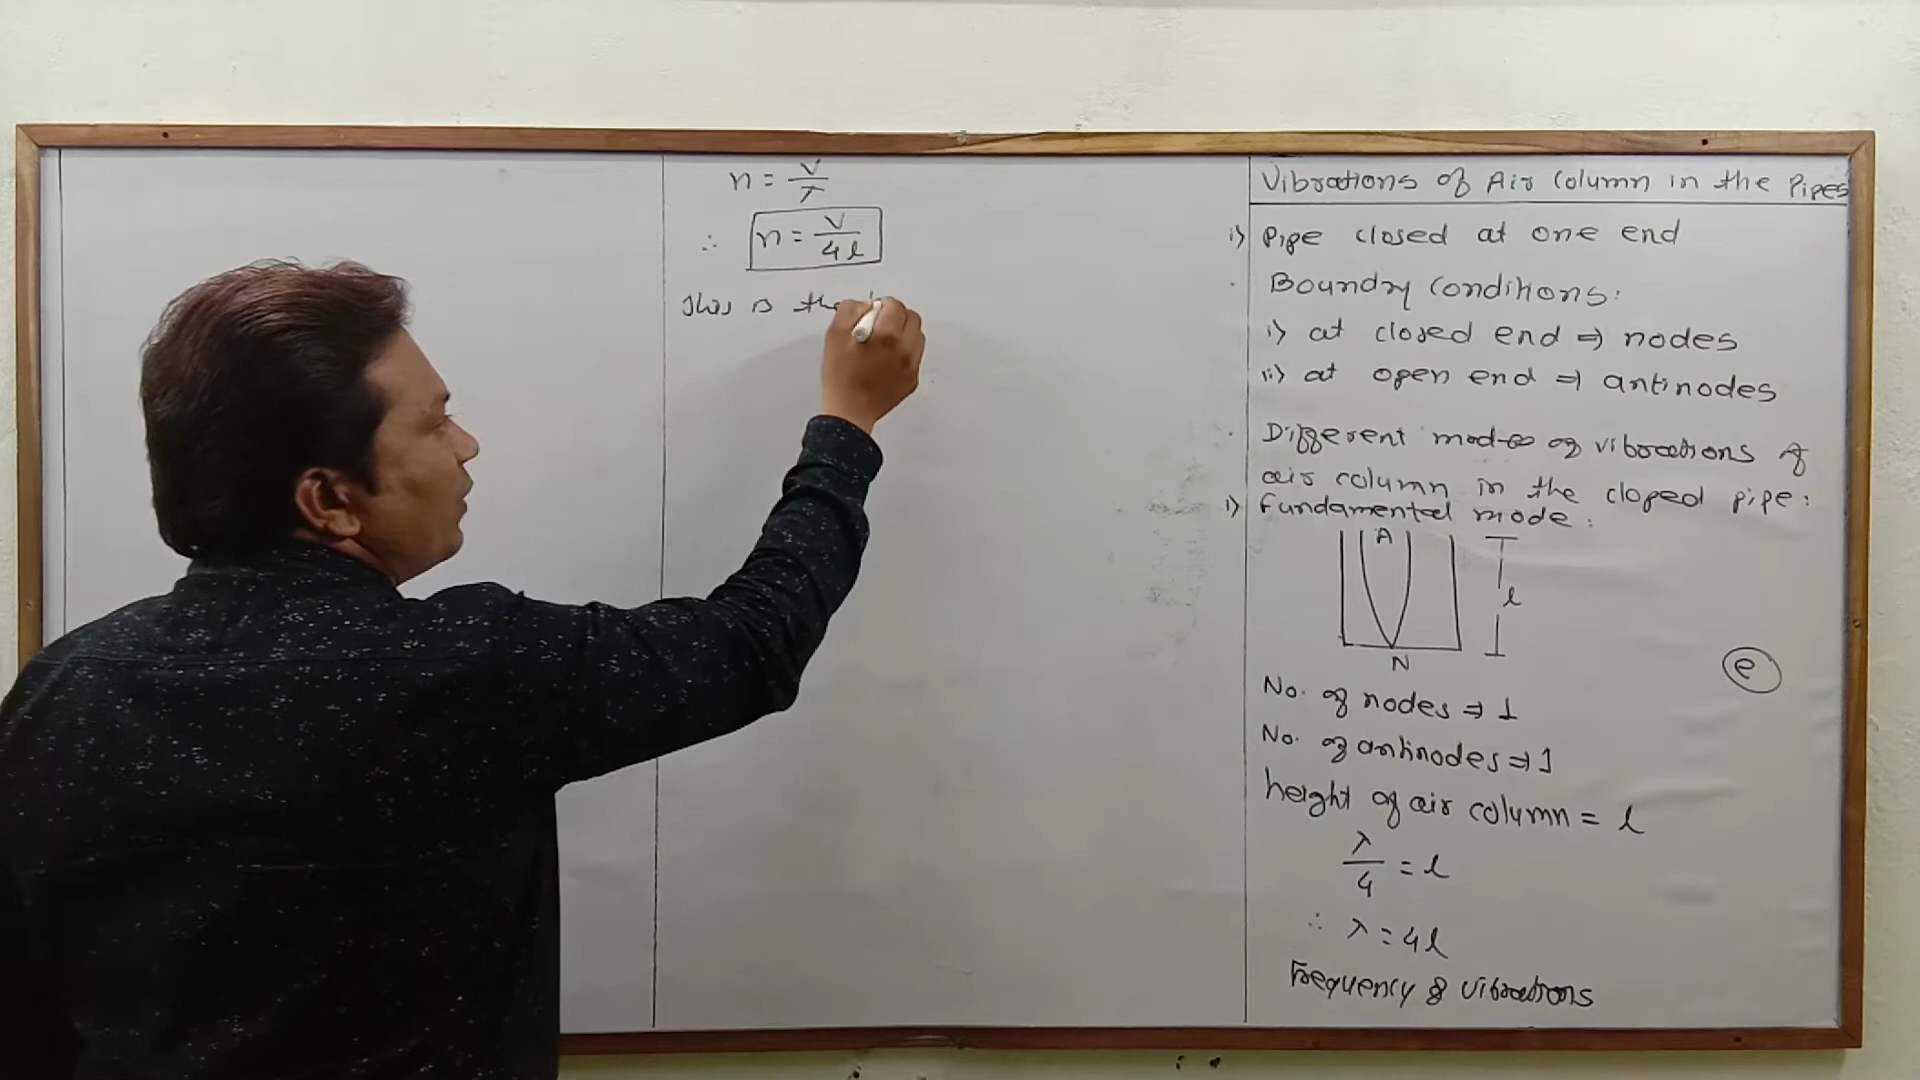 n = v/λ
∴ n = v/4l
This is the
Vibrations of Air Column in the Pipes
i) Pipe closed at one end
· Boundry Conditions:
i) at closed end ⇒ nodes
ii) at open end ⇒ antinodes
· Different modes of vibrations of
air column in the cloped pipe:
i) Fundamental mode:
A
l
N
e
No. of nodes ⇒ 1
No. of antinodes ⇒ 1
height of air column = l
λ/4 = l
∴ λ = 4l
Frequency of vibrations